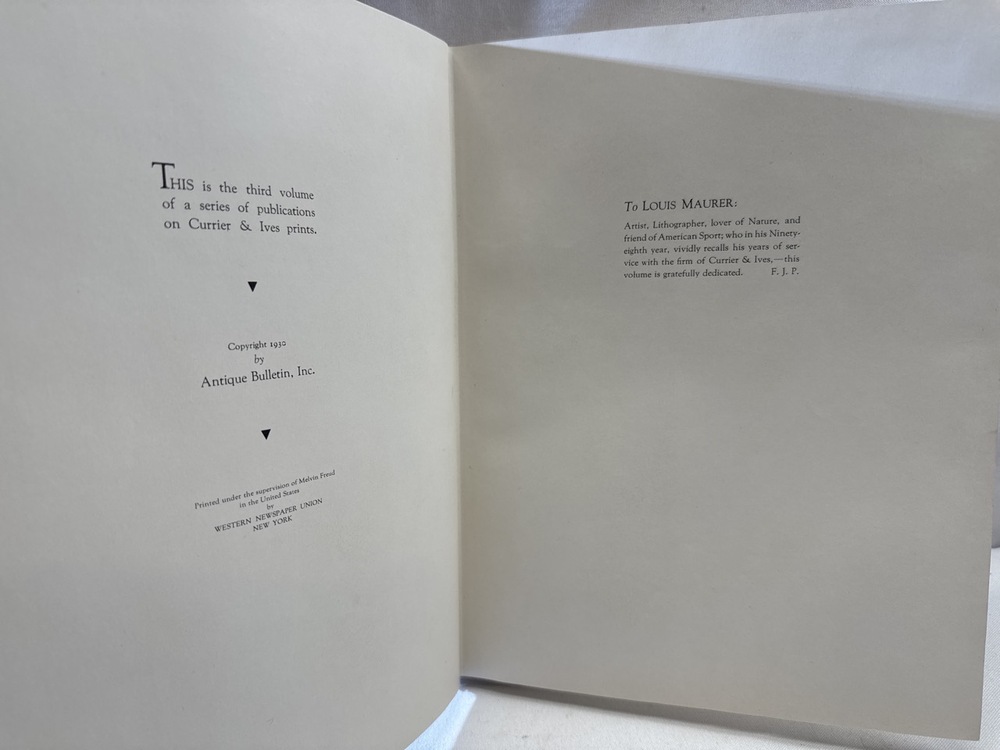 THIS is the third volume
of a series of publications
on Currier & Ives prints.
Copyright 1930
by
Antique Bulletin, Inc.
Printed under the supervision of Melvin Freud
in the United States
by
WESTERN NEWSPAPER UNION
NEW YORK
To LOUIS MAURER:
Artist, Lithographer, lover of Nature, and
friend of American Sport; who in his Ninety-
eighth year, vividly recalls his years of ser-
vice with the firm of Currier & Ives,—this
volume is gratefully dedicated. F. J. P.